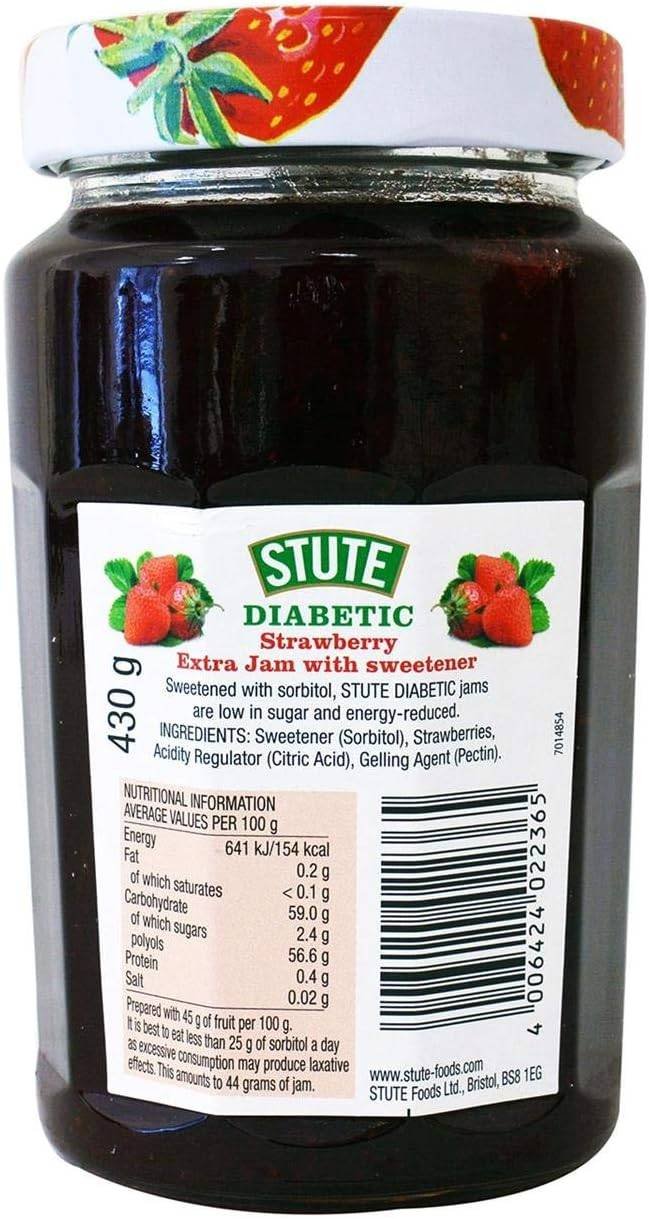 STUTE
DIABETIC
Strawberry
Extra Jam with sweetener
Sweetened with sorbitol, STUTE DIABETIC jams
are low in sugar and energy-reduced.
INGREDIENTS: Sweetener (Sorbitol), Strawberries,
Acidity Regulator (Citric Acid), Gelling Agent (Pectin).
430 g
7014854
NUTRITIONAL INFORMATION
AVERAGE VALUES PER 100 g
Energy 641 kJ/154 kcal
Fat 0.2 g
of which saturates < 0.1 g
Carbohydrate 59.0 g
of which sugars 2.4 g
polyols 56.6 g
Protein 0.4 g
Salt 0.02 g
Prepared with 45 g of fruit per 100 g.
It is best to eat less than 25 g of sorbitol a day
as excessive consumption may produce laxative
effects. This amounts to 44 grams of jam.
4 006424 022365
www.stute-foods.com
STUTE Foods Ltd., Bristol, BS8 1EG